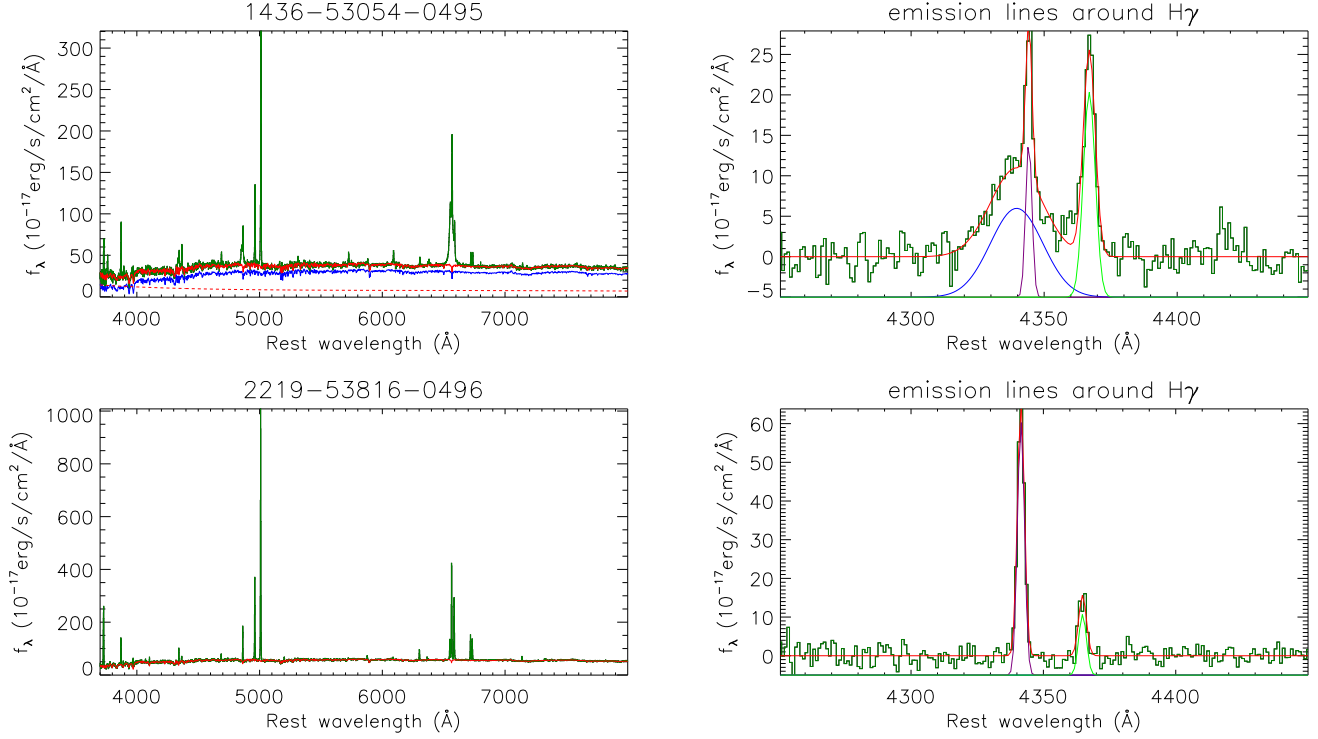 1436−53054−0495
emission lines around Hγ
f_λ (10^−17 erg/s/cm^2/Å)
300
250
200
150
100
50
0
4000 5000 6000 7000
Rest wavelength (Å)
f_λ (10^−17 erg/s/cm^2/Å)
25
20
15
10
5
0
−5
4300 4350 4400
Rest wavelength (Å)
2219−53816−0496
emission lines around Hγ
f_λ (10^−17 erg/s/cm^2/Å)
1000
800
600
400
200
0
4000 5000 6000 7000
Rest wavelength (Å)
f_λ (10^−17 erg/s/cm^2/Å)
60
50
40
30
20
10
0
4300 4350 4400
Rest wavelength (Å)